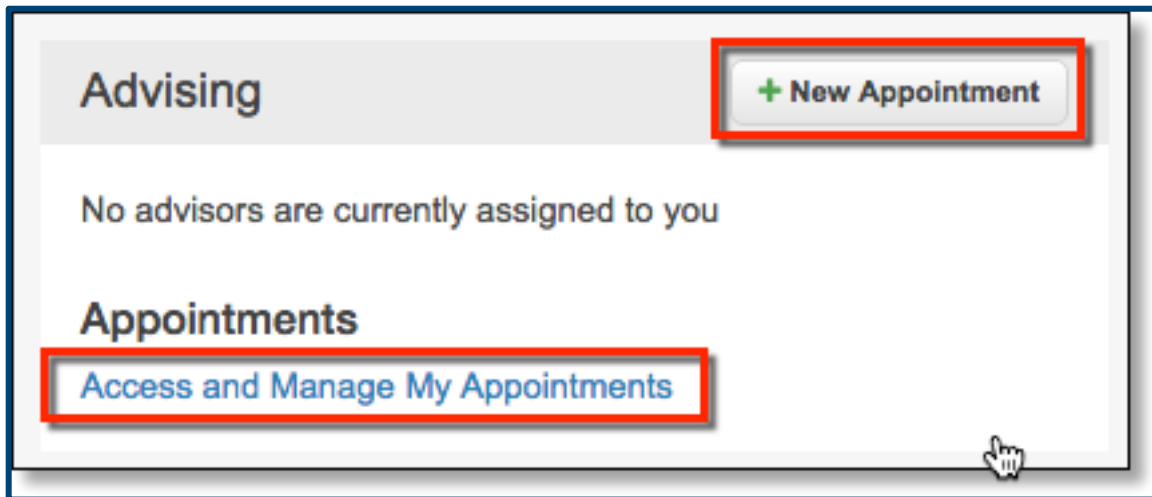 Advising
+ New Appointment
No advisors are currently assigned to you
Appointments
Access and Manage My Appointments